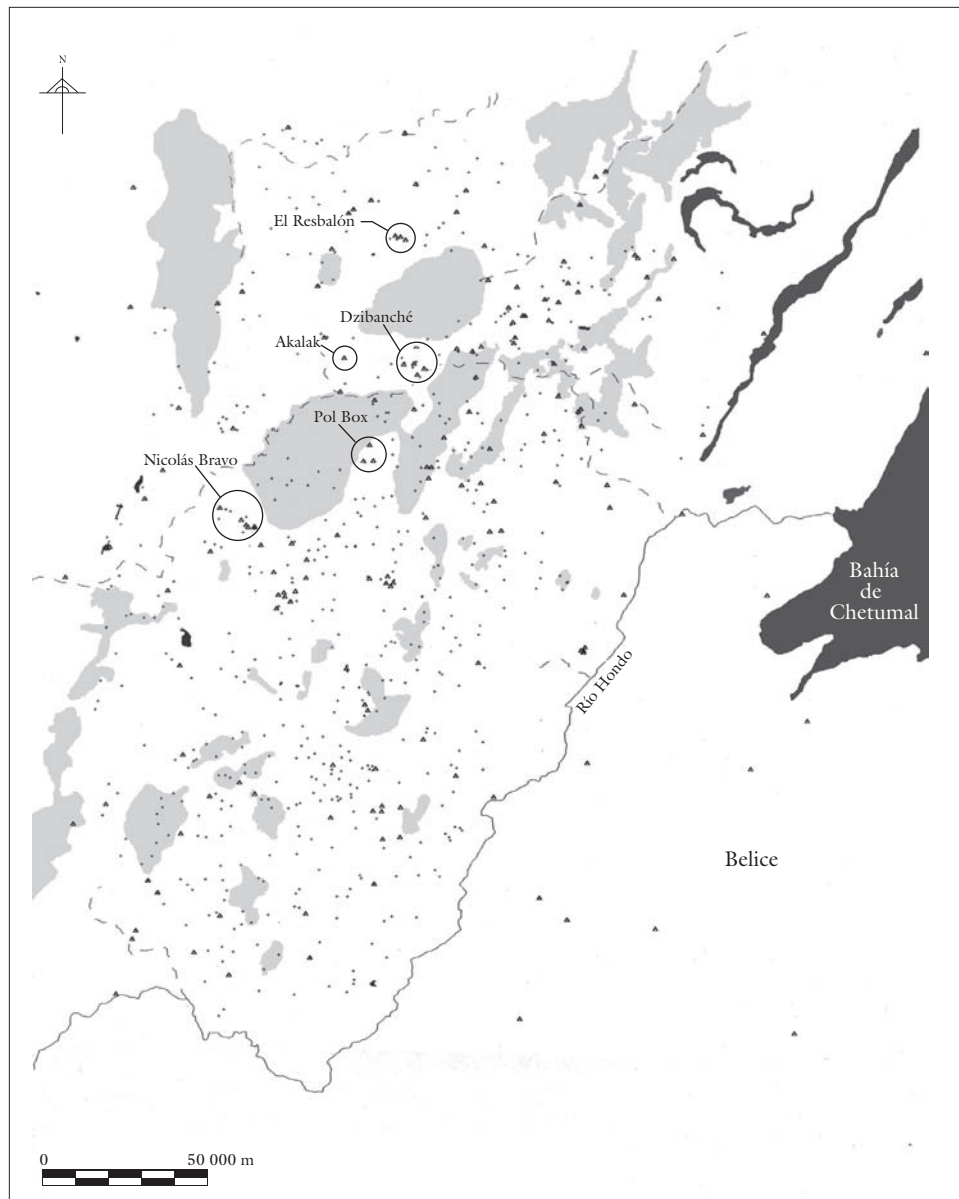 N
El Resbalón
Dzibanché
Akalak
Pol Box
Nicolás Bravo
Bahía
de
Chetumal
Río Hondo
Belice
0 50 000 m